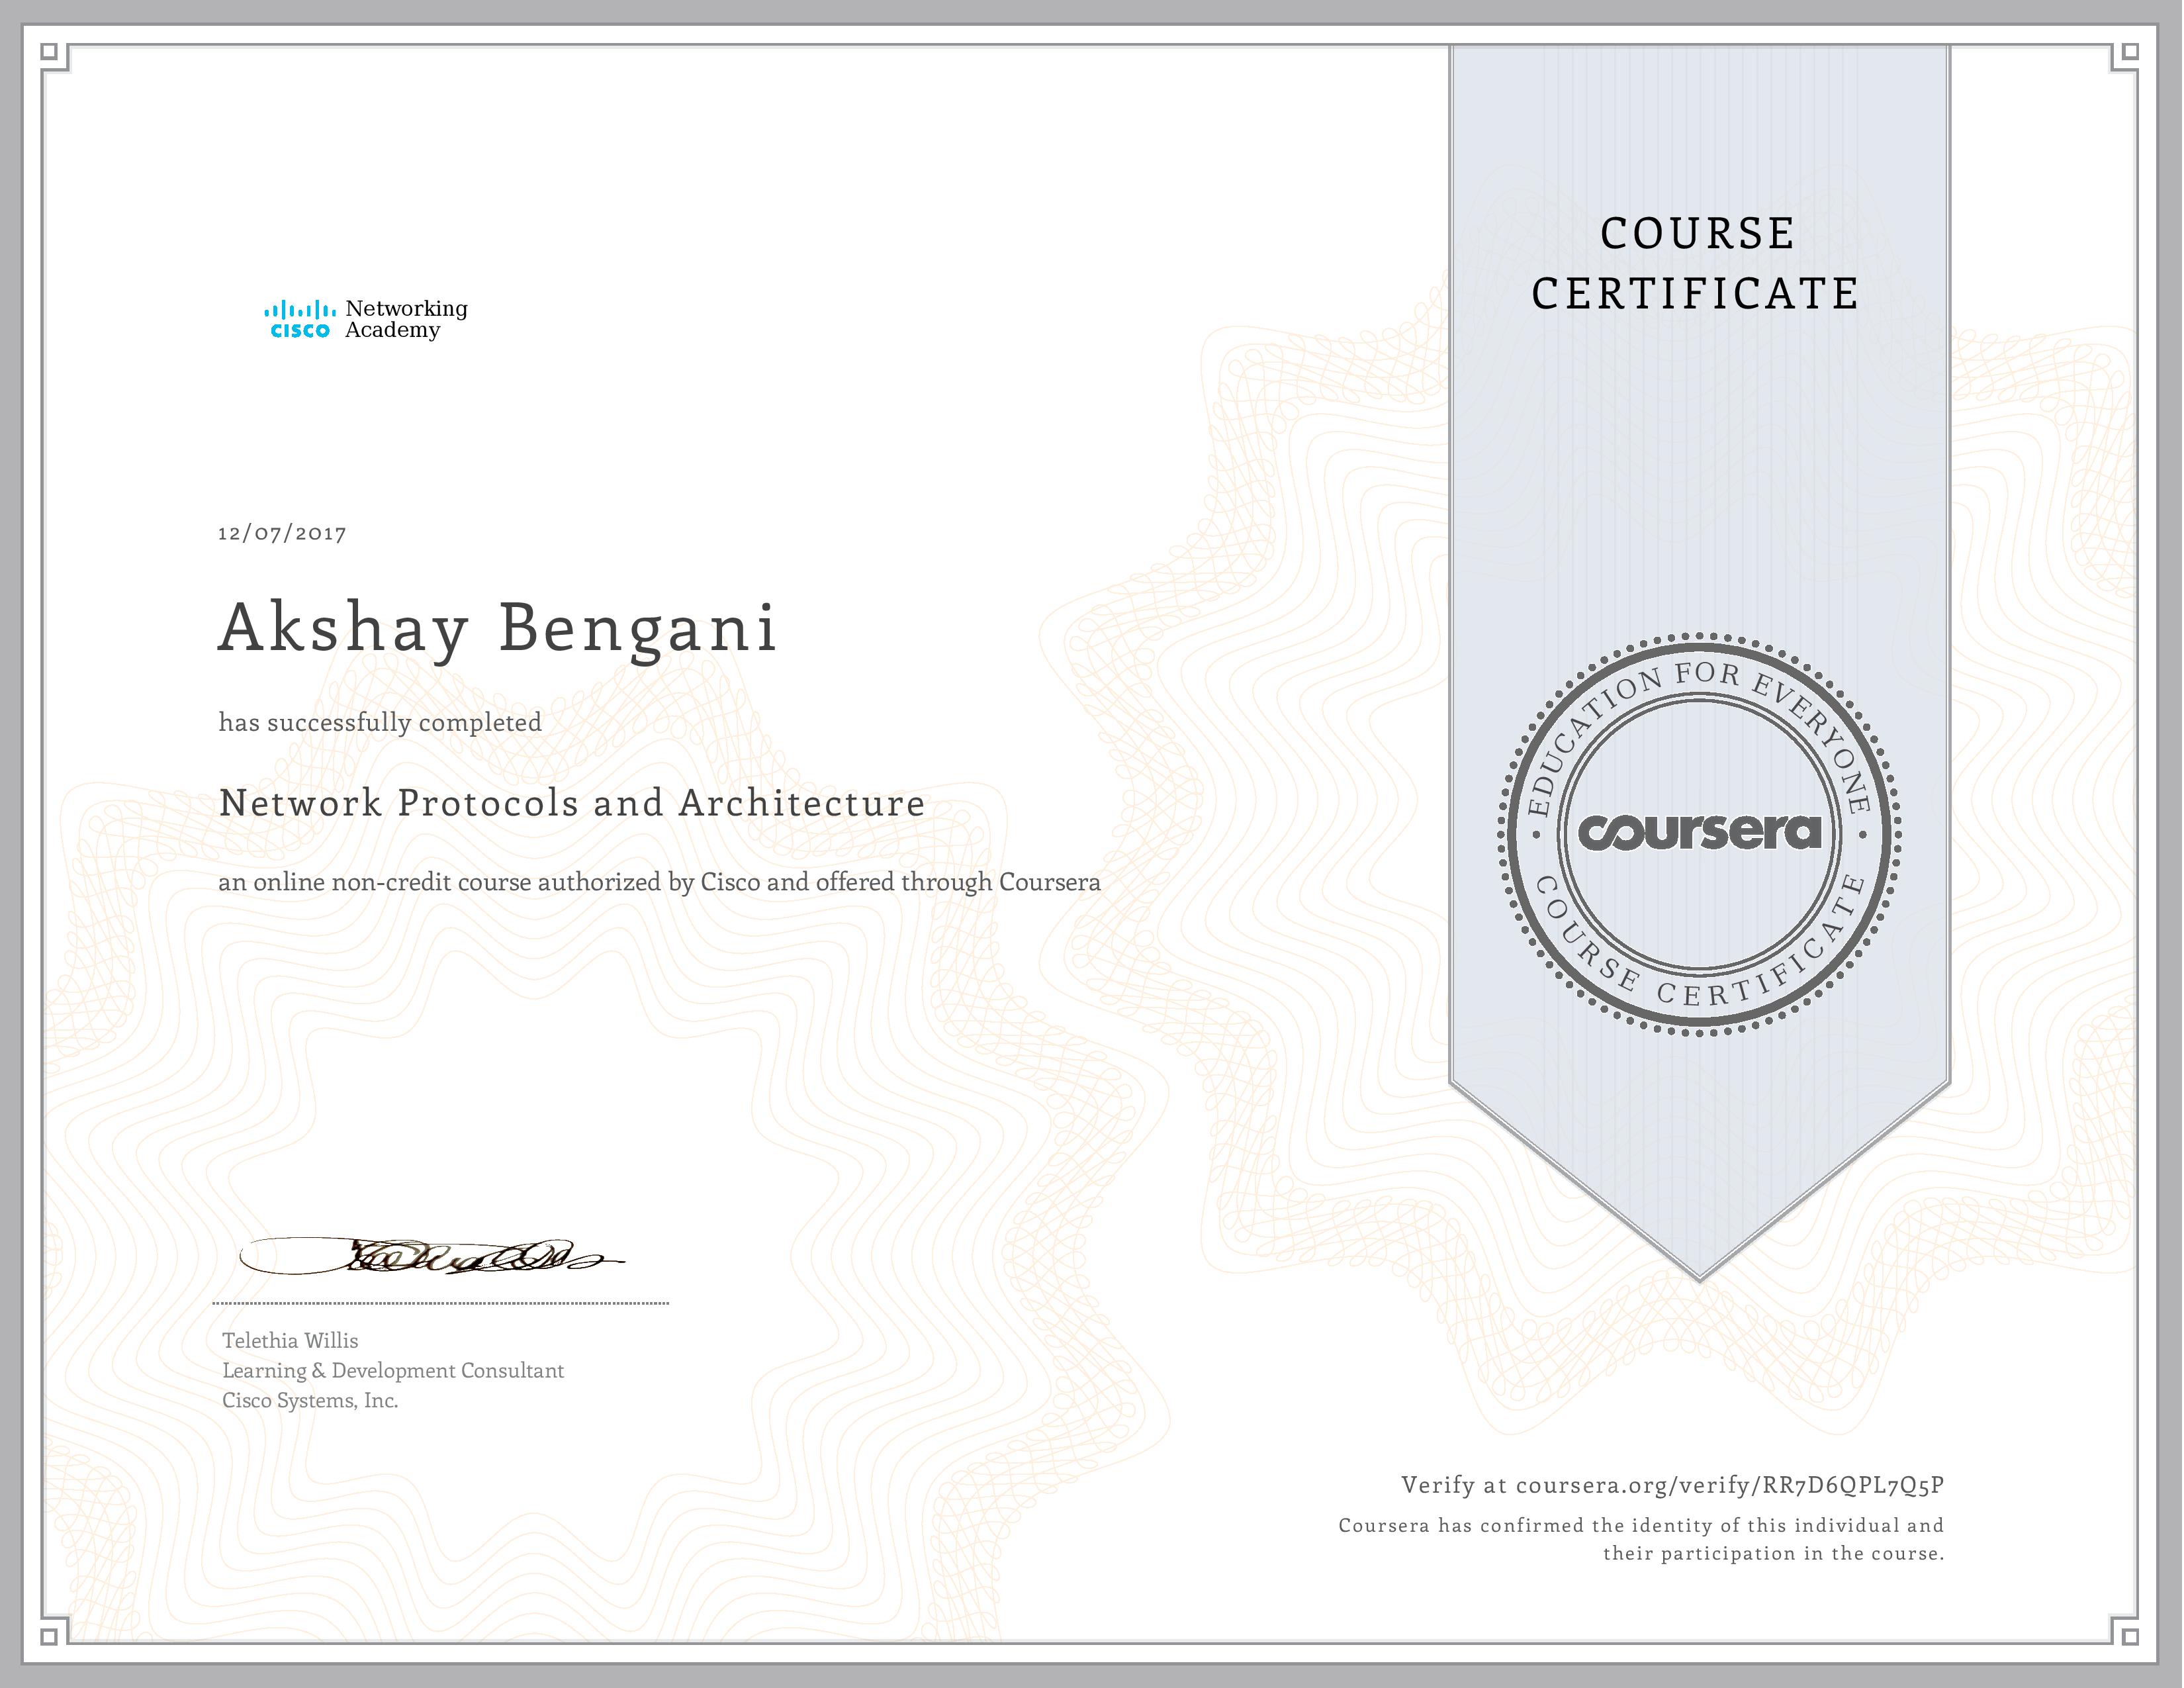 COURSE
CERTIFICATE
CISCO
Networking
Academy
12/07/2017
Akshay Bengani
has successfully completed
Network Protocols and Architecture
an online non-credit course authorized by Cisco and offered through Coursera
EDUCATION FOR EVERYONE
coursera
COURSE CERTIFICATE
Telethia Willis
Learning & Development Consultant
Cisco Systems, Inc.
Verify at coursera.org/verify/RR7D6QPL7Q5P
Coursera has confirmed the identity of this individual and
their participation in the course.